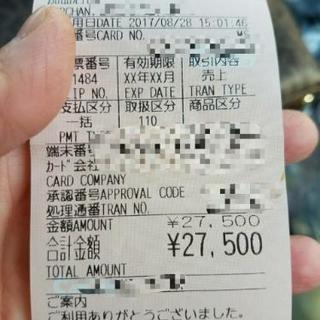 月日DATE 2017/08/28 15:01:46
番号CARD NO.
票番号 有効期限 取引内容
1484 XX年XX月 売上
IP NO. EXP DATE TRAN TYPE
支払区分 取扱区分 商品区分
一括 110
PMT
端末番号
カード会社
CARD COMPANY
承認番号APPROVAL CODE
処理通番TRAN NO.
金額AMOUNT ¥27,500
合計金額 ¥27,500
TOTAL AMOUNT
ご案内
ご利用ありがとうございました。